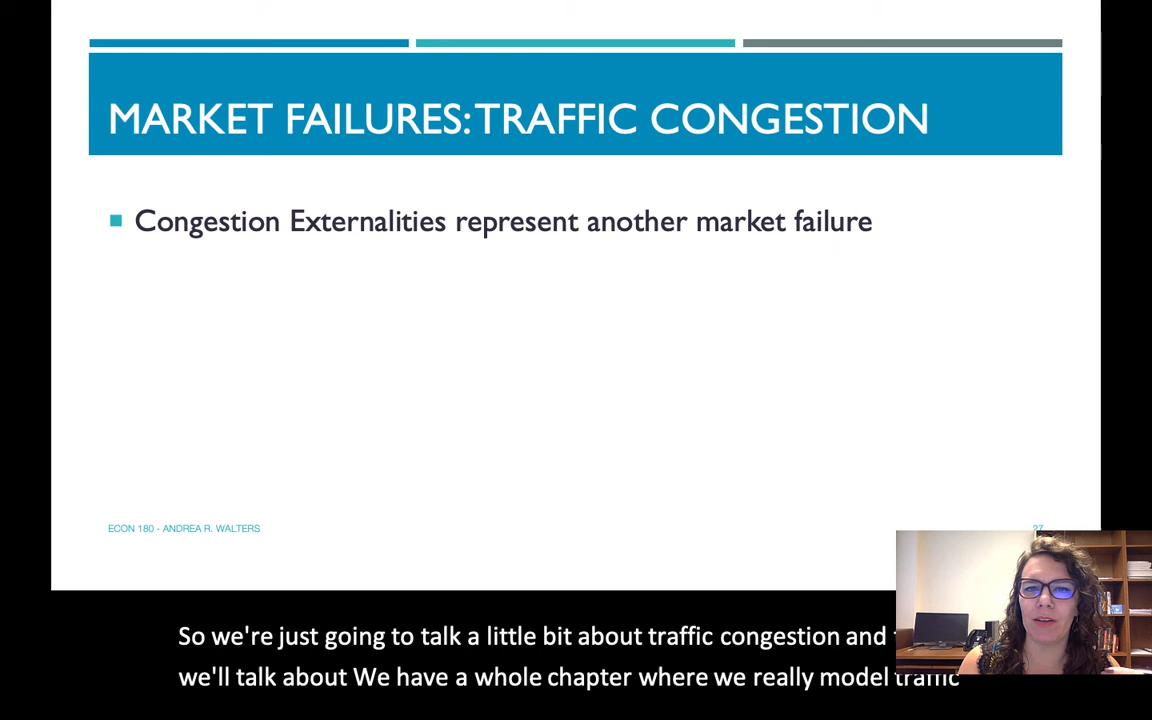 MARKET FAILURES: TRAFFIC CONGESTION
Congestion Externalities represent another market failure
ECON 180 - ANDREA R. WALTERS
27
So we're just going to talk a little bit about traffic congestion and
we'll talk about We have a whole chapter where we really model traffic